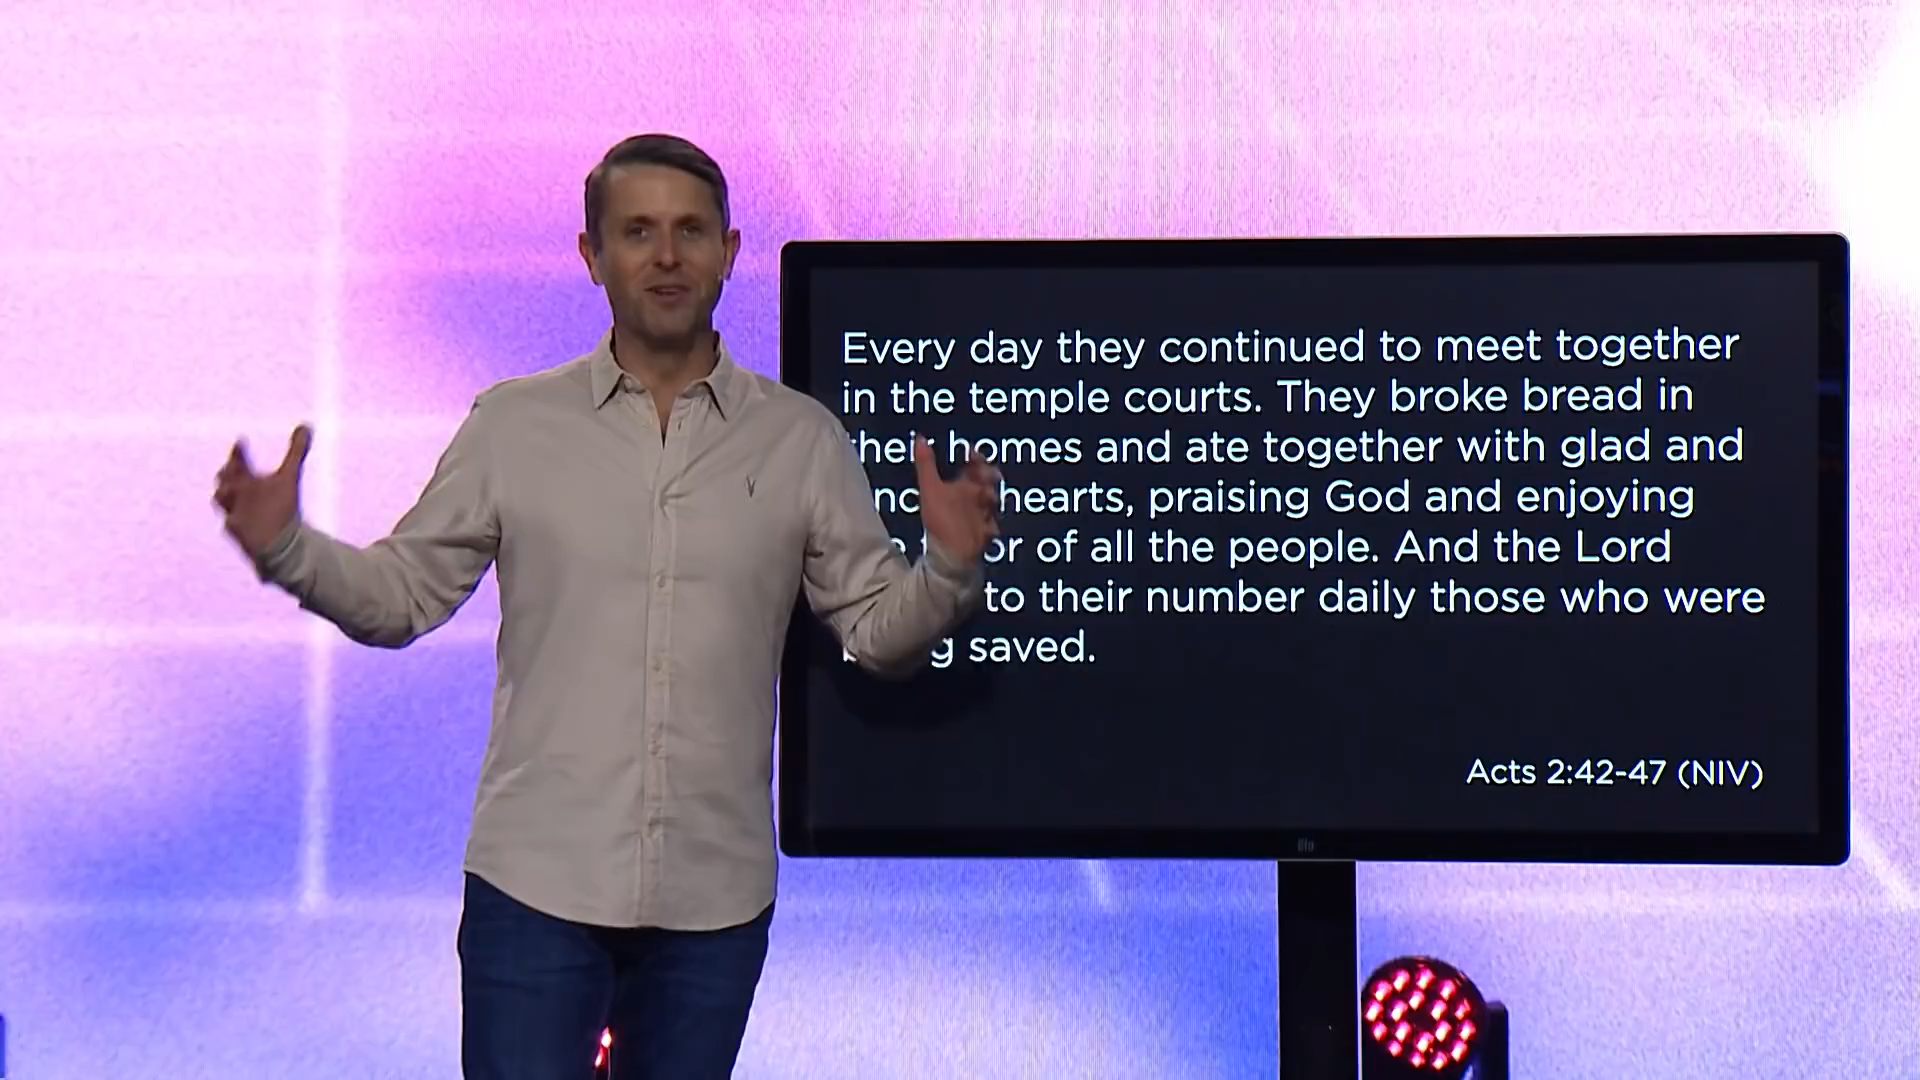 Every day they continued to meet together
in the temple courts. They broke bread in
their homes and ate together with glad and
hearts, praising God and enjoying
of all the people. And the Lord
to their number daily those who were
saved.
Acts 2:42-47 (NIV)
elo